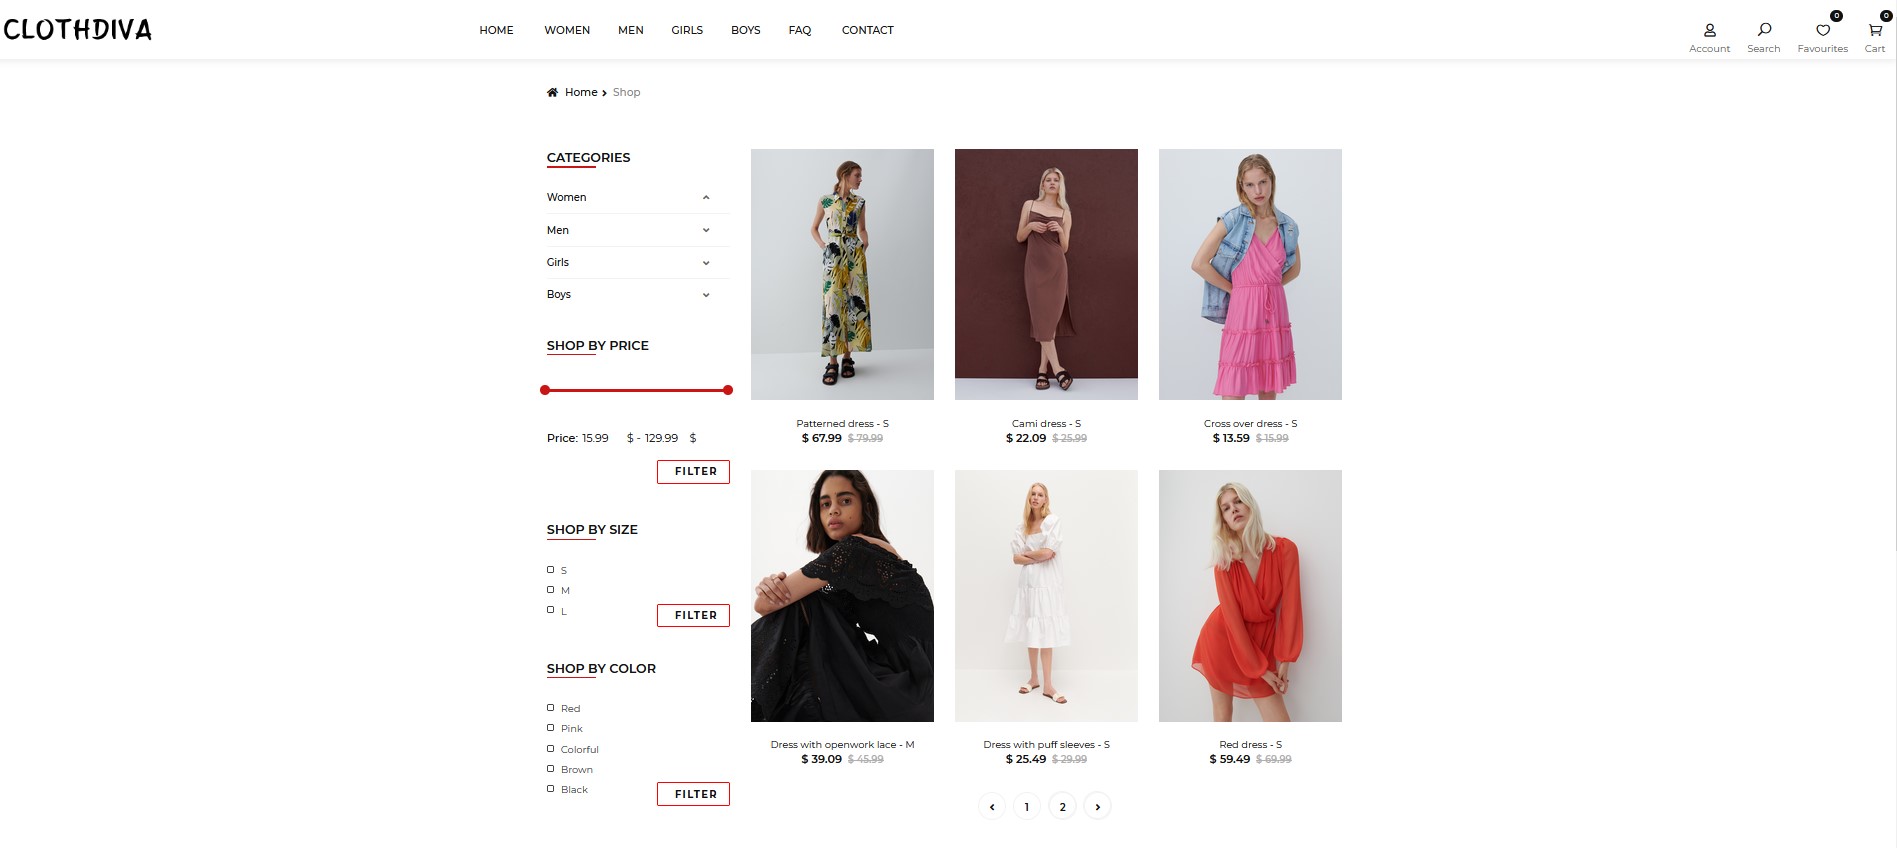 CLOTHDIVA
HOME WOMEN MEN GIRLS BOYS FAQ CONTACT
0 0
Account Search Favourites Cart
Home Shop
CATEGORIES
Women
Men
Girls
Boys
SHOP BY PRICE
Price: 15.99 $ - 129.99 $
FILTER
SHOP BY SIZE
S
M
L
FILTER
SHOP BY COLOR
Red
Pink
Colorful
Brown
Black
FILTER
Patterned dress - S
$ 67.99 $ 79.99
Cami dress - S
$ 22.09 $ 25.99
Cross over dress - S
$ 13.59 $ 15.99
Dress with openwork lace - M
$ 39.09 $ 45.99
Dress with puff sleeves - S
$ 25.49 $ 29.99
Red dress - S
$ 59.49 $ 69.99
1 2